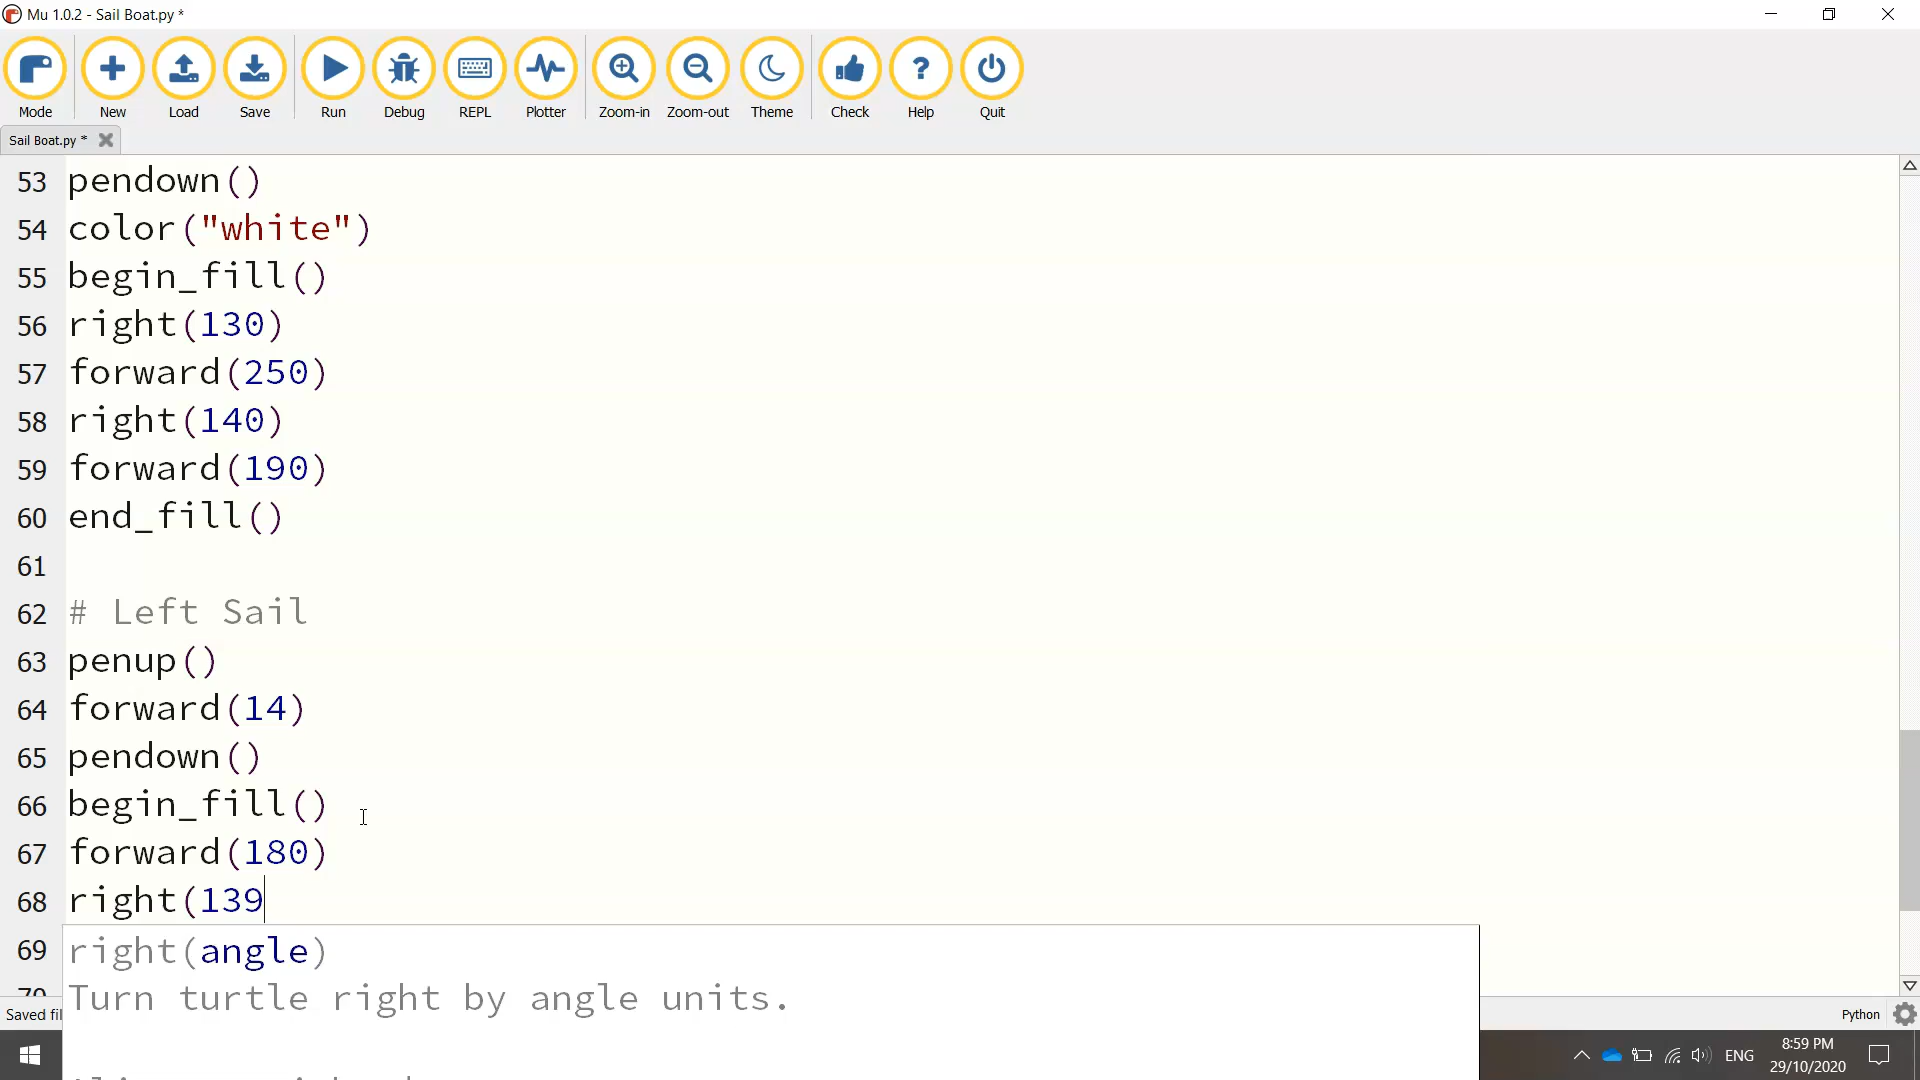 Mu 1.0.2 - Sail Boat.py *
Mode New Load Save Run Debug REPL Plotter Zoom-in Zoom-out Theme Check Help Quit
Sail Boat.py *
53 pendown()
54 color("white")
55 begin_fill()
56 right(130)
57 forward(250)
58 right(140)
59 forward(190)
60 end_fill()
61
62 # Left Sail
63 penup()
64 forward(14)
65 pendown()
66 begin_fill()
67 forward(180)
68 right(139
69 right(angle)
Turn turtle right by angle units.
Saved fil
Python
ENG
8:59 PM
29/10/2020